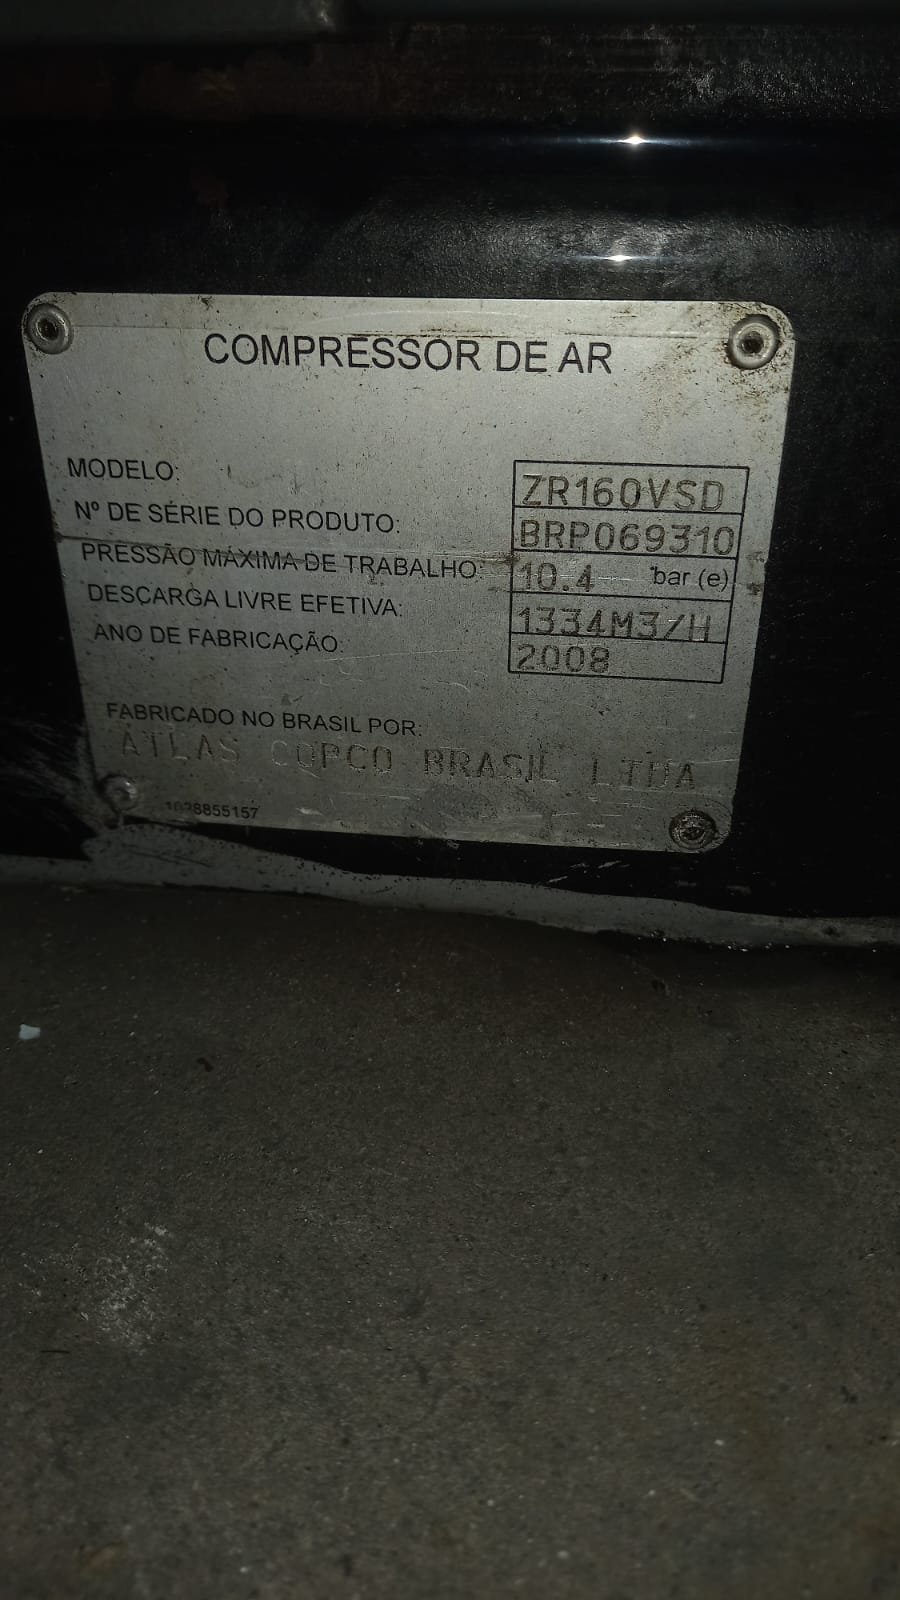 COMPRESSOR DE AR
MODELO: ZR160VSD
Nº DE SÉRIE DO PRODUTO: BRP069310
PRESSÃO MÁXIMA DE TRABALHO: 10.4 bar (e)
DESCARGA LIVRE EFETIVA: 1334M3/H
ANO DE FABRICAÇÃO: 2008
FABRICADO NO BRASIL POR:
ATLAS COPCO BRASIL LTDA
1028855157